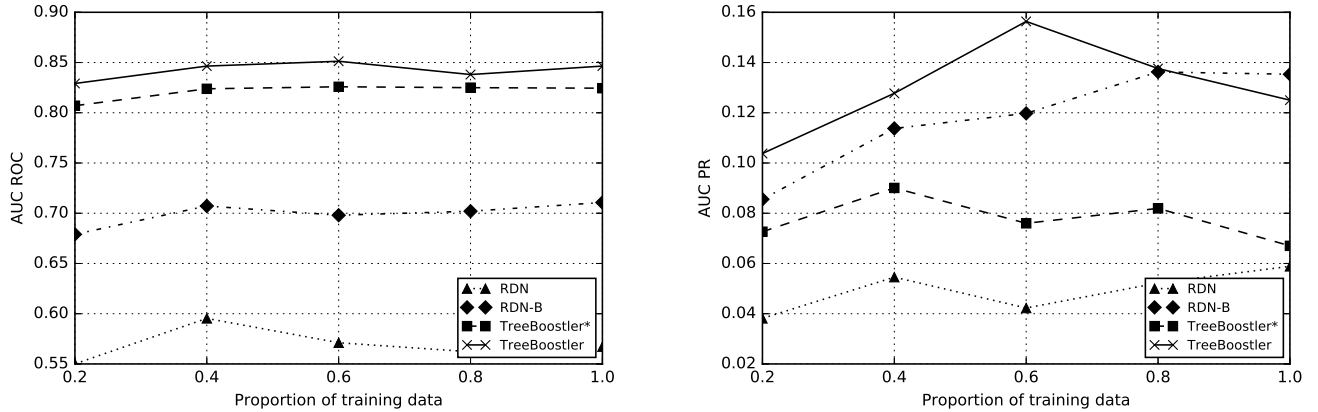 0.90
0.85
0.80
0.75
0.70
0.65
0.60
0.55
AUC ROC
0.2
0.4
0.6
0.8
1.0
Proportion of training data
RDN
RDN-B
TreeBoostler*
TreeBoostler
0.16
0.14
0.12
0.10
0.08
0.06
0.04
0.02
AUC PR
0.2
0.4
0.6
0.8
1.0
Proportion of training data
RDN
RDN-B
TreeBoostler*
TreeBoostler